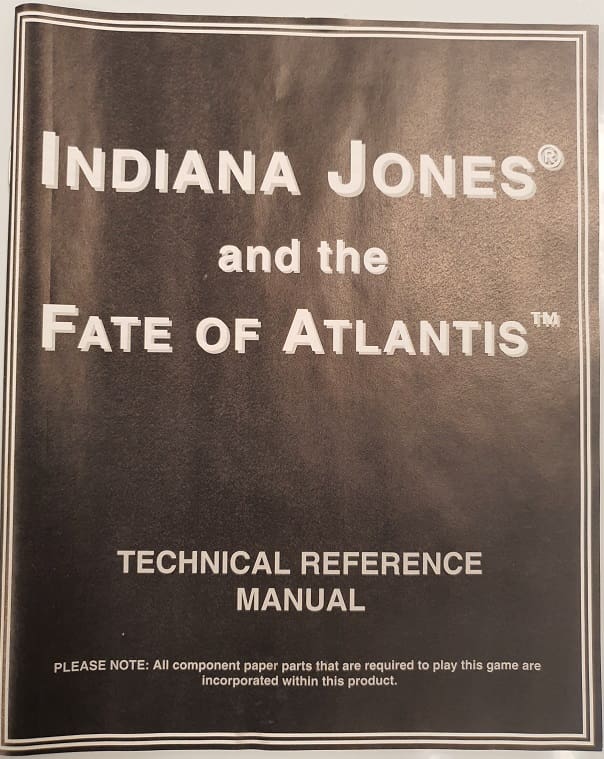 INDIANA JONES®
and the
FATE OF ATLANTIS™
TECHNICAL REFERENCE
MANUAL
PLEASE NOTE: All component paper parts that are required to play this game are
incorporated within this product.